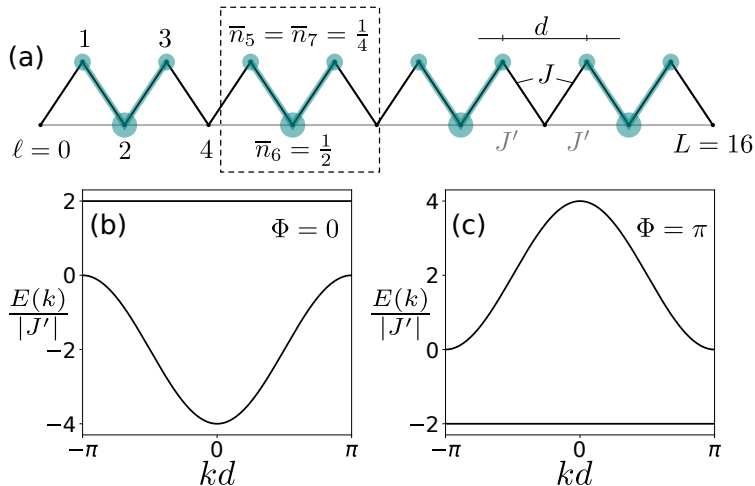 (a)
1
3
n̅₅ = n̅₇ = 1/4
d
J
ℓ = 0
2
4
n̅₆ = 1/2
J′
J′
L = 16
(b)
Φ = 0
2
0
−2
−4
E(k)/|J′|
−π
0
π
kd
(c)
Φ = π
4
2
0
−2
E(k)/|J′|
−π
0
π
kd